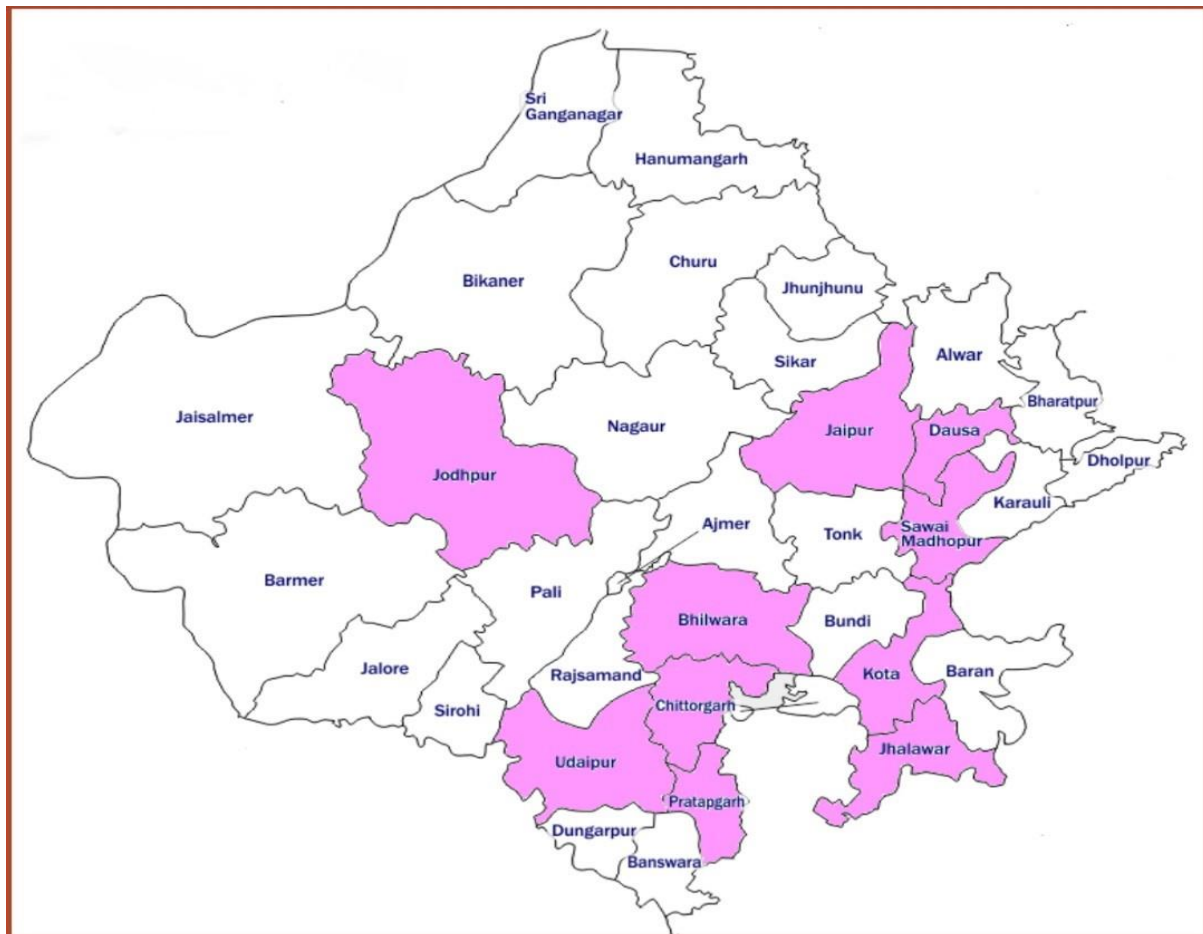 Sri
Ganganagar
Hanumangarh
Churu
Bikaner
Jhunjhunu
Sikar
Alwar
Bharatpur
Jaisalmer
Nagaur
Jaipur
Dausa
Dholpur
Jodhpur
Karauli
Ajmer
Tonk
Sawai
Madhopur
Barmer
Pali
Bhilwara
Bundi
Jalore
Rajsamand
Kota
Baran
Sirohi
Chittorgarh
Udaipur
Jhalawar
Pratapgarh
Dungarpur
Banswara